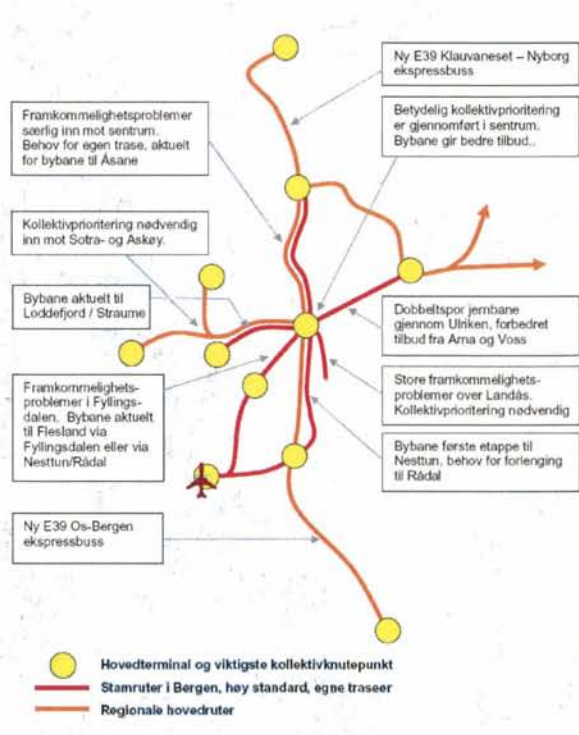 Ny E39 Klauvaneset – Nyborg
ekspressbuss
Framkommelighetsproblemer
særlig inn mot sentrum.
Behov for egen trase, aktuelt
for bybane til Åsane
Betydelig kollektivprioritering
er gjennomført i sentrum.
Bybane gir bedre tilbud..
Kollektivprioritering nødvendig
inn mot Sotra- og Askøy.
Bybane aktuelt til
Loddefjord / Straume
Dobbeltspor jernbane
gjennom Ulriken, forbedret
tilbud fra Arna og Voss
Framkommelighets-
problemer i Fyllings-
dalen. Bybane aktuelt
til Flesland via
Fyllingsdalen eller via
Nesttun/Rådal
Store framkommelighets-
problemer over Landås.
Kollektivprioritering nødvendig
Bybane første etappe til
Nesttun, behov for forlenging
til Rådal
Ny E39 Os-Bergen
ekspressbuss
Hovedterminal og viktigste kollektivknutepunkt
Stamruter i Bergen, høy standard, egne traseer
Regionale hovedruter